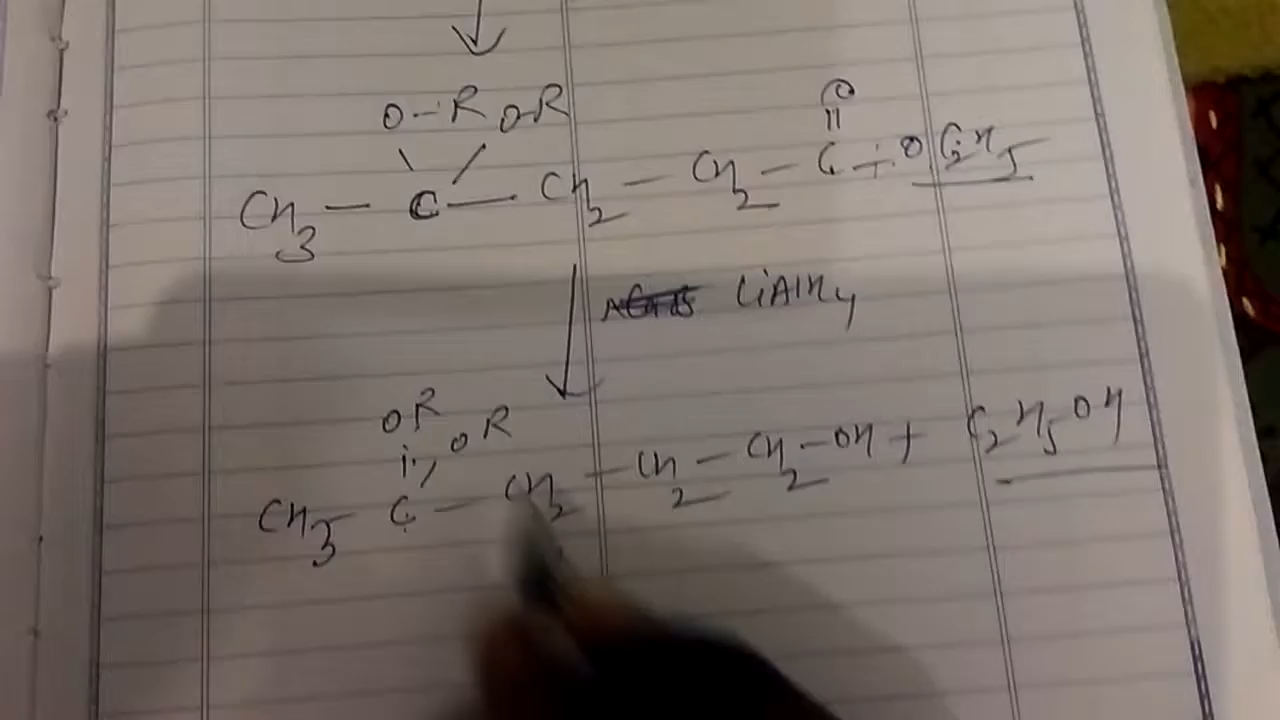 O-R OR
O
||
CH3 - C - CH2 - CH2 - C - OC2H5
LiAlH4
OR OR
CH3 - C - CH2 - CH2 - CH2 - OH + C2H5OH